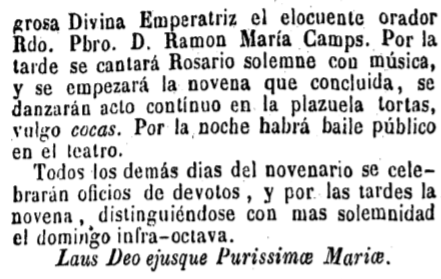 grosa Divina Emperatriz el elocuente orador
Rdo. Pbro. D. Ramon María Camps. Por la
tarde se cantará Rosario solemne con música,
y se empezará la novena que concluida, se
danzarán acto contínuo en la plazuela tortas,
vulgo cocas. Por la noche habrá baile público
en el teatro.
Todos los demás dias del novenario se cele-
brarán oficios de devotos, y por las tardes la
novena, distinguiéndose con mas solemnidad
el domingo infra-octava.
Laus Deo ejusque Purissimæ Mariæ.